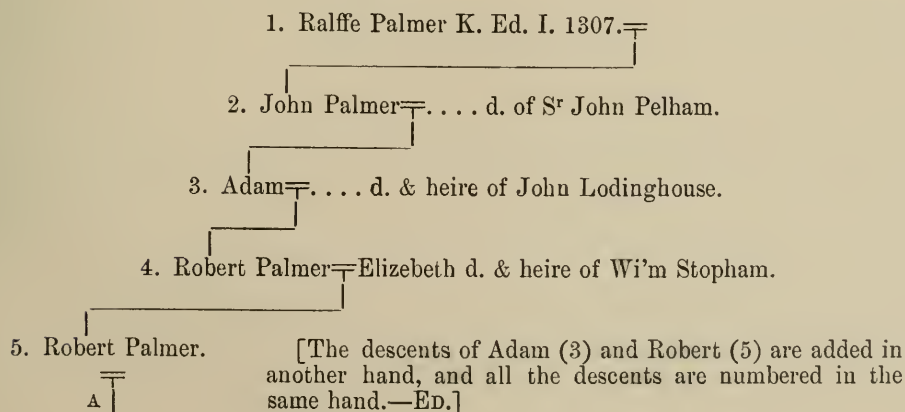 1. Ralffe Palmer K. Ed. I. 1307.=
2. John Palmer=. . . . d. of Sʳ John Pelham.
3. Adam=. . . . d. & heire of John Lodinghouse.
4. Robert Palmer=Elizebeth d. & heire of Wi'm Stopham.
5. Robert Palmer. [The descents of Adam (3) and Robert (5) are added in
another hand, and all the descents are numbered in the
A same hand.—ED.]